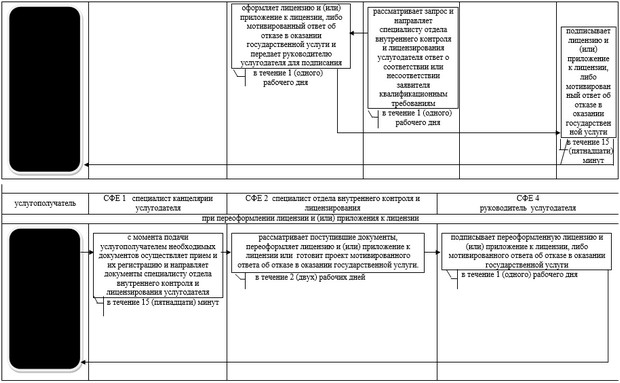 оформляет лицензию и (или)
приложение к лицензии, либо
мотивированный ответ об
отказе в оказании
государственной услуги и
передает руководителю
услугодателя для подписания
в течение 1 (одного)
рабочего дня
рассматривает запрос и
направляет
специалисту отдела
внутреннего контроля
и лицензирования
услугодателя ответ о
соответствии или
несоответствии
заявителя
квалификационным
требованиям
в течение 1 (одного)
рабочего дня
подписывает
лицензию и
(или)
приложение
к лицензии,
либо
мотивирован
ный ответ об
отказе в
оказании
государствен
ной услуги
в течение 15
(пятнадцати)
минут
услугополучатель
СФЕ 1 специалист канцелярии
услугодателя
СФЕ 2 специалист отдела внутреннего контроля и
лицензирования
СФЕ 4
руководитель услугодателя
при переоформлении лицензии и (или) приложения к лицензии
с момента подачи
услугополучателем необходимых
документов осуществляет прием и
их регистрацию и направляет
документы специалисту отдела
внутреннего контроля и
лицензирования услугодателя
в течение 15 (пятнадцати) минут
рассматривает поступившие документы,
переоформляет лицензию и (или) приложение к
лицензии или готовит проект мотивированного
ответа об отказе в оказании государственной услуги.
в течение 2 (двух) рабочих дней
подписывает переоформленную лицензию и
(или) приложение к лицензии, либо
мотивированного ответа об отказе в оказании
государственной услуги
в течение 1 (одного) рабочего дня